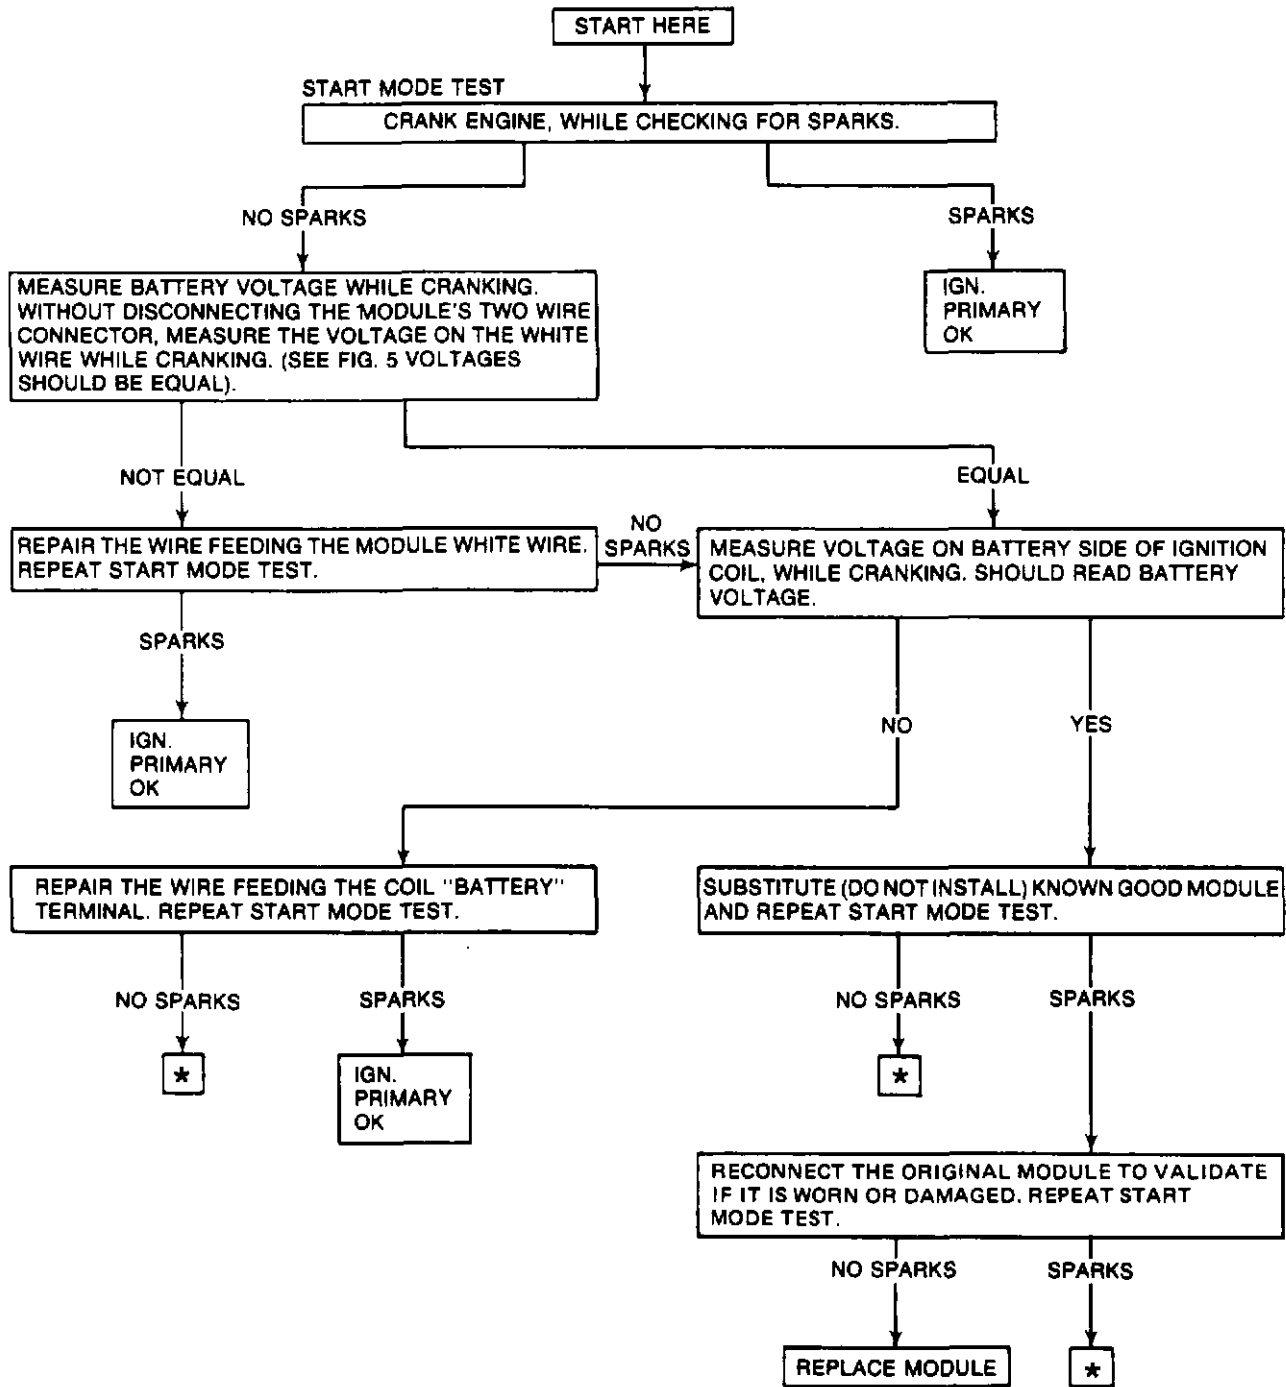 START HERE
START MODE TEST
CRANK ENGINE, WHILE CHECKING FOR SPARKS.
NO SPARKS
SPARKS
MEASURE BATTERY VOLTAGE WHILE CRANKING.
WITHOUT DISCONNECTING THE MODULE'S TWO WIRE
CONNECTOR, MEASURE THE VOLTAGE ON THE WHITE
WIRE WHILE CRANKING. (SEE FIG. 5 VOLTAGES
SHOULD BE EQUAL).
IGN.
PRIMARY
OK
NOT EQUAL
EQUAL
REPAIR THE WIRE FEEDING THE MODULE WHITE WIRE.
REPEAT START MODE TEST.
NO
SPARKS
MEASURE VOLTAGE ON BATTERY SIDE OF IGNITION
COIL, WHILE CRANKING. SHOULD READ BATTERY
VOLTAGE.
SPARKS
IGN.
PRIMARY
OK
NO
YES
REPAIR THE WIRE FEEDING THE COIL "BATTERY"
TERMINAL. REPEAT START MODE TEST.
SUBSTITUTE (DO NOT INSTALL) KNOWN GOOD MODULE
AND REPEAT START MODE TEST.
NO SPARKS
SPARKS
NO SPARKS
SPARKS
*
IGN.
PRIMARY
OK
*
RECONNECT THE ORIGINAL MODULE TO VALIDATE
IF IT IS WORN OR DAMAGED. REPEAT START
MODE TEST.
NO SPARKS
SPARKS
REPLACE MODULE
*